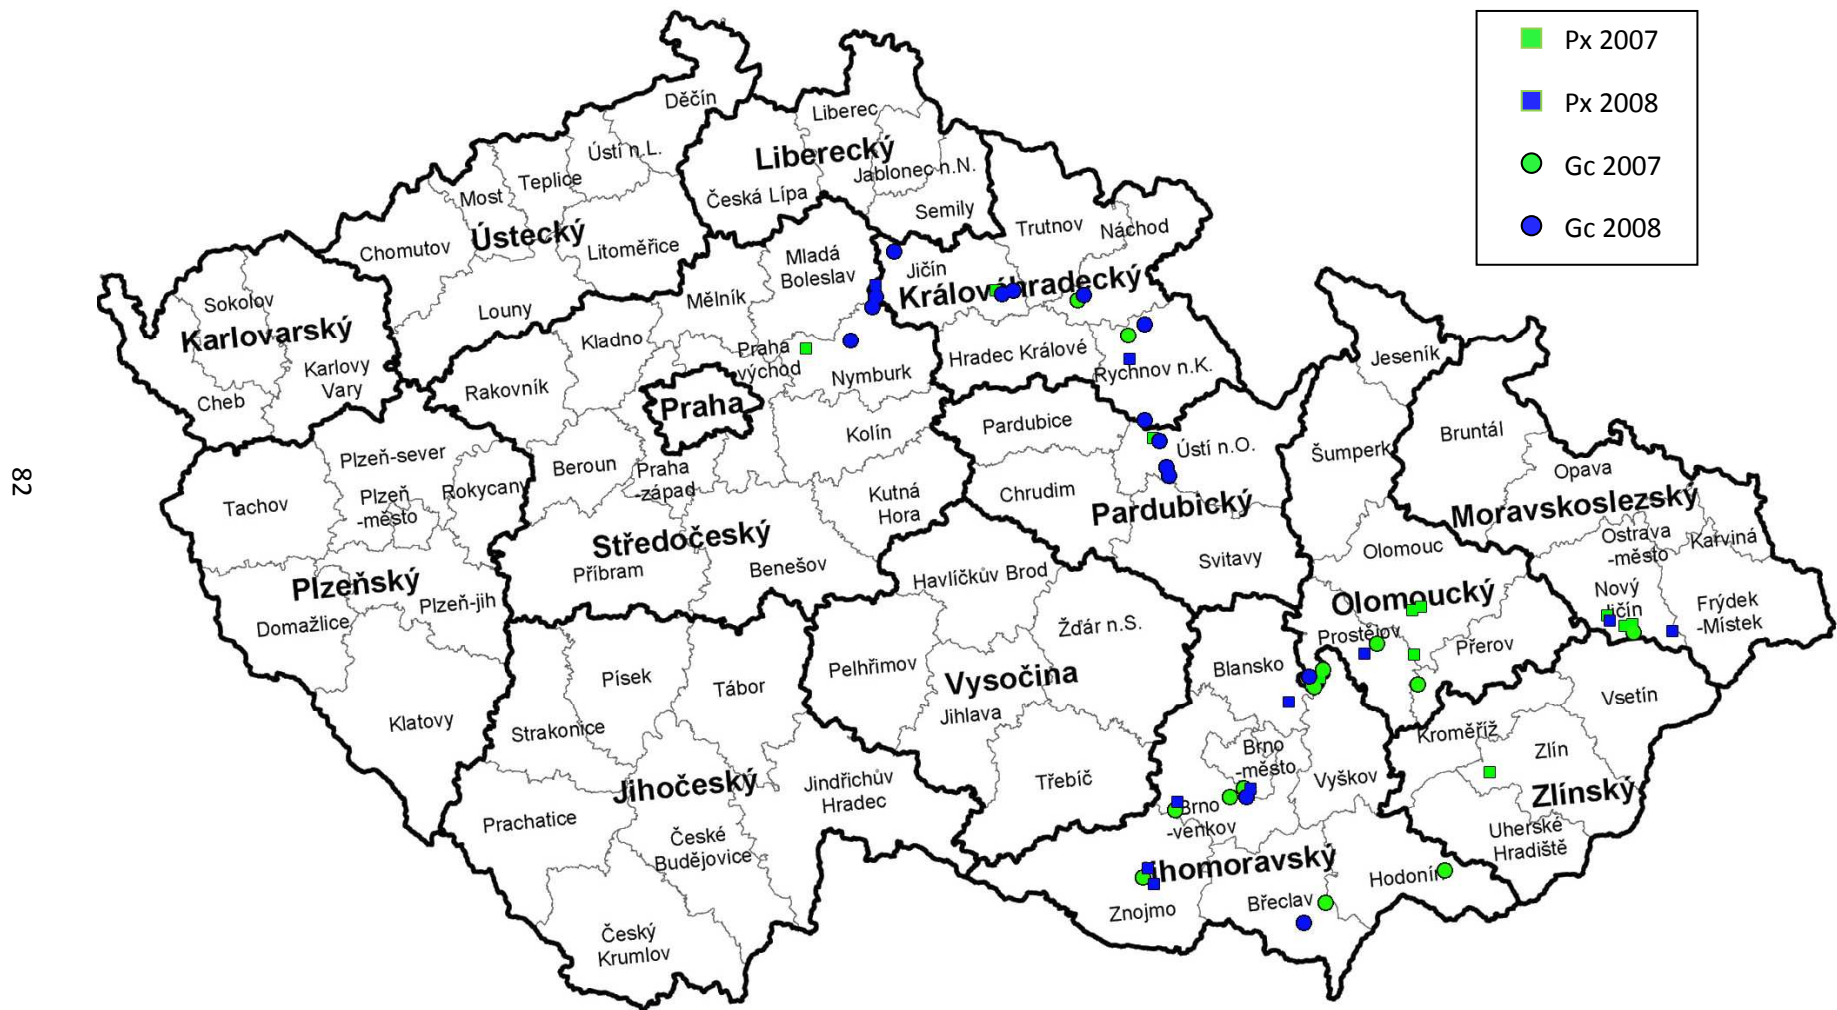 Px 2007
Px 2008
Gc 2007
Gc 2008
82
Děčín
Liberec
Ústí n.L.
Liberecký
Teplice
Jablonec n.N.
Most
Česká Lípa
Semily
Trutnov
Náchod
Ústecký
Chomutov
Litoměřice
Mladá
Boleslav
Jičín
Královéhradecký
Sokolov
Mělník
Louny
Karlovarský
Kladno
Praha
východ
Hradec Králové
Jeseník
Karlovy
Vary
Rychnov n.K.
Nymburk
Rakovník
Cheb
Praha
Pardubice
Kolín
Bruntál
Ústí n.O.
Šumperk
Plzeň-sever
Beroun
Praha
-západ
Opava
Rokycany
Kutná
Hora
Chrudim
Tachov
Plzeň
-město
Pardubický
Moravskoslezský
Středočeský
Ostrava
-město
Karviná
Olomouc
Svitavy
Příbram
Benešov
Havlíčkův Brod
Plzeňský
Plzeň-jih
Olomoucký
Nový
Jičín
Frýdek
-Místek
Domažlice
Žďár n.S.
Prostějov
Přerov
Pelhřimov
Blansko
Vysočina
Písek
Tábor
Vsetín
Jihlava
Klatovy
Strakonice
Kroměříž
Zlín
Brno
-město
Vyškov
Třebíč
Jihočeský
Jindřichův
Hradec
Zlínský
Brno
-venkov
Prachatice
Uherské
Hradiště
České
Budějovice
íhomoravský
Hodonín
Břeclav
Znojmo
Český
Krumlov